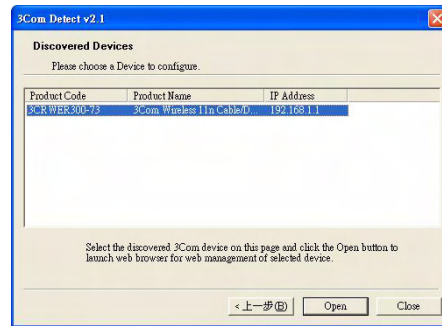 3Com Detect v2.1
Discovered Devices
Please choose a Device to configure.
Product Code Product Name IP Address
3CRWER300-73 3Com Wireless 11n Cable/D... 192.168.1.1
Select the discovered 3Com device on this page and click the Open button to
launch web browser for web management of selected device.
<上一步(B) Open Close